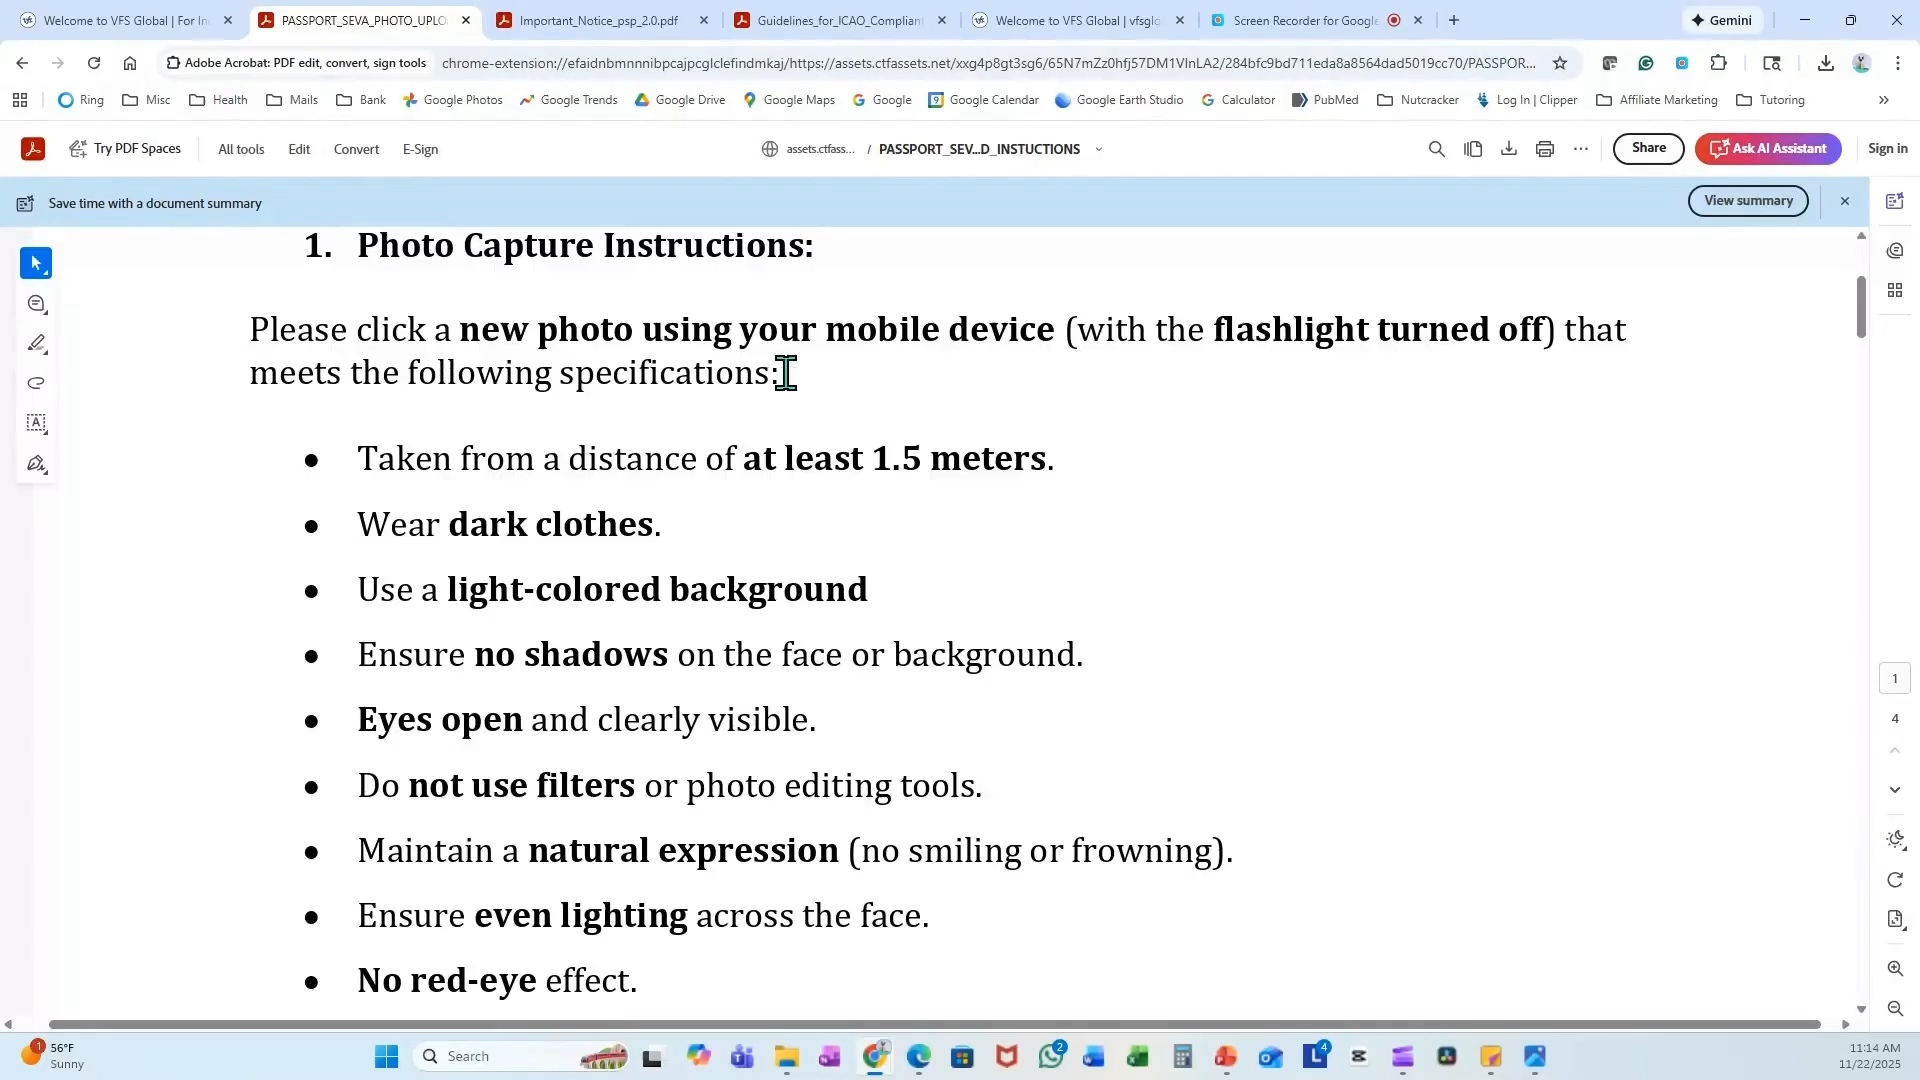 Welcome to VFS Global | For In
PASSPORT_SEVA_PHOTO_UPLO
Important_Notice_psp_2.0.pdf
Guidelines_for_ICAO_Compliant
Welcome to VFS Global | vfsglo
Screen Recorder for Google
Gemini
Adobe Acrobat: PDF edit, convert, sign tools
chrome-extension://efaidnbmnnnibpcajpcglclefindmkaj/https://assets.ctfassets.net/xxg4p8gt3sg6/65N7mZz0hfj57DM1VlnLA2/284bfc9bd711eda8a8564dad5019cc70/PASSPOR...
Ring
Misc
Health
Mails
Bank
Google Photos
Google Trends
Google Drive
Google Maps
Google
Google Calendar
Google Earth Studio
Calculator
PubMed
Nutcracker
Log In | Clipper
Affiliate Marketing
Tutoring
Try PDF Spaces
All tools
Edit
Convert
E-Sign
assets.ctfass... / PASSPORT_SEV...D_INSTUCTIONS
Share
Ask AI Assistant
Sign in
Save time with a document summary
View summary
1. Photo Capture Instructions:
Please click a new photo using your mobile device (with the flashlight turned off) that
meets the following specifications:
• Taken from a distance of at least 1.5 meters.
• Wear dark clothes.
• Use a light-colored background
• Ensure no shadows on the face or background.
• Eyes open and clearly visible.
• Do not use filters or photo editing tools.
• Maintain a natural expression (no smiling or frowning).
• Ensure even lighting across the face.
• No red-eye effect.
1
4
1
56°F
Sunny
Search
2
4
11:14 AM
11/22/2025